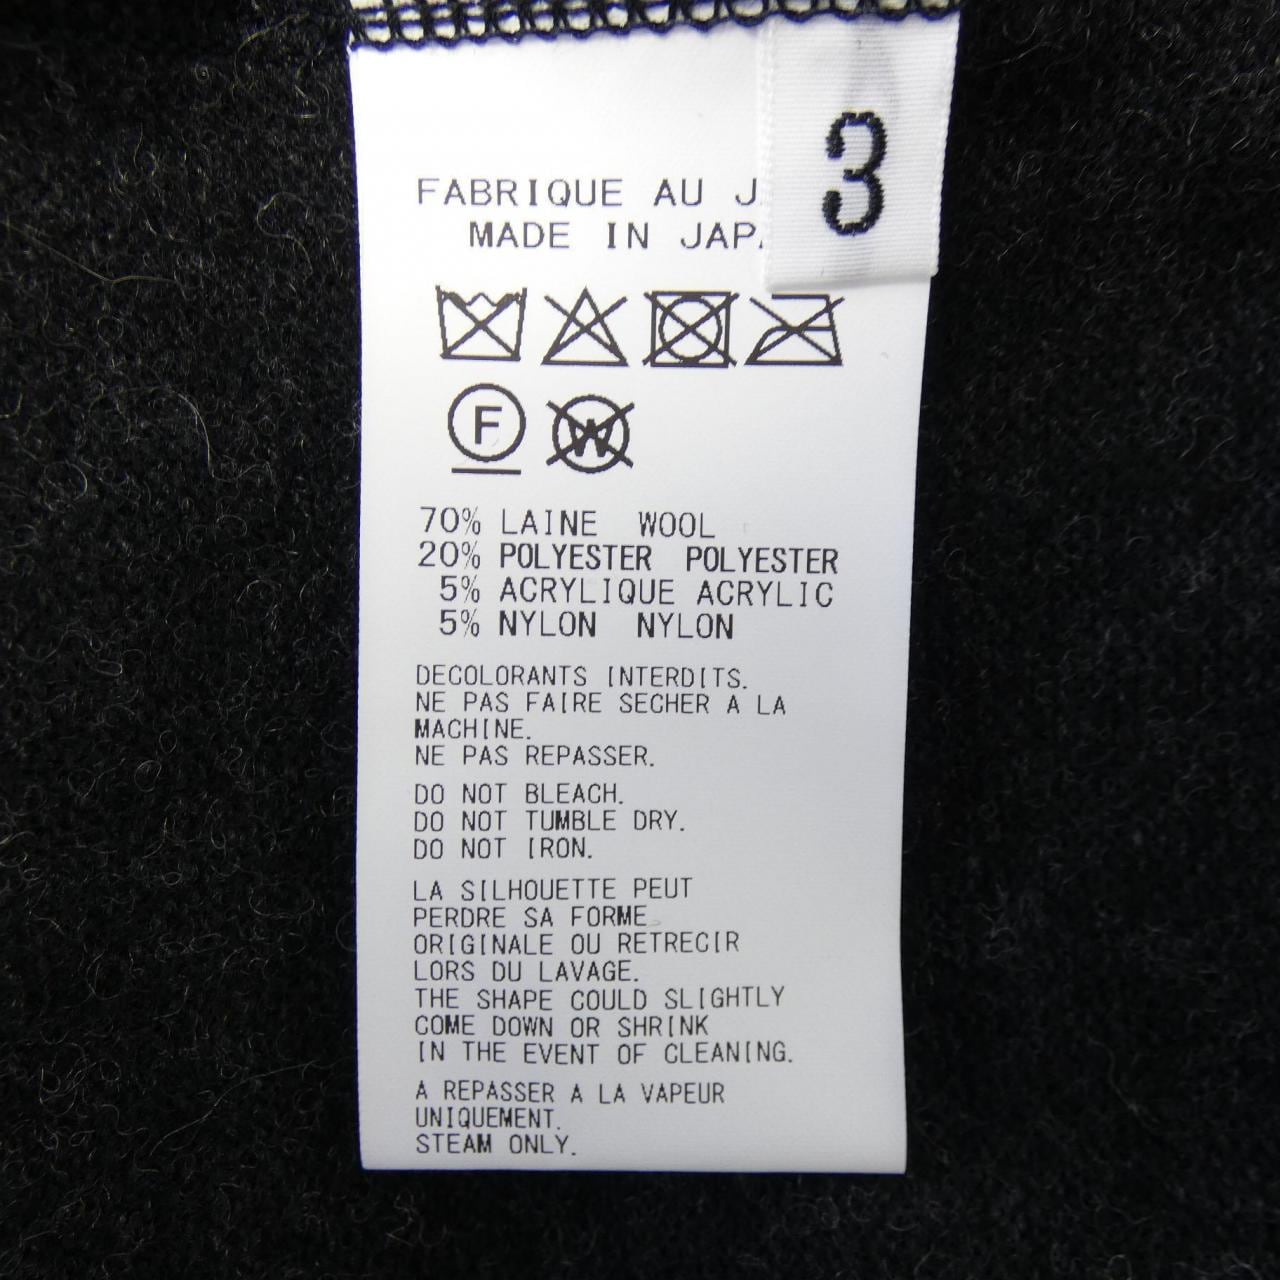 3
FABRIQUE AU
MADE IN
F
W
70% LAINE WOOL
20% POLYESTER POLYESTER
5% ACRYLIQUE ACRYLIC
5% NYLON NYLON
DECOLORANTS INTERDITS.
NE PAS FAIRE SECHER A LA
MACHINE.
NE PAS REPASSER.
DO NOT BLEACH.
DO NOT TUMBLE DRY.
DO NOT IRON.
LA SILHOUETTE PEUT
PERDRE SA FORME
ORIGINALE OU RETRECIR
LORS DU LAVAGE.
THE SHAPE COULD SLIGHTLY
COME DOWN OR SHRINK
IN THE EVENT OF CLEANING.
A REPASSER A LA VAPEUR
UNIQUEMENT.
STEAM ONLY.